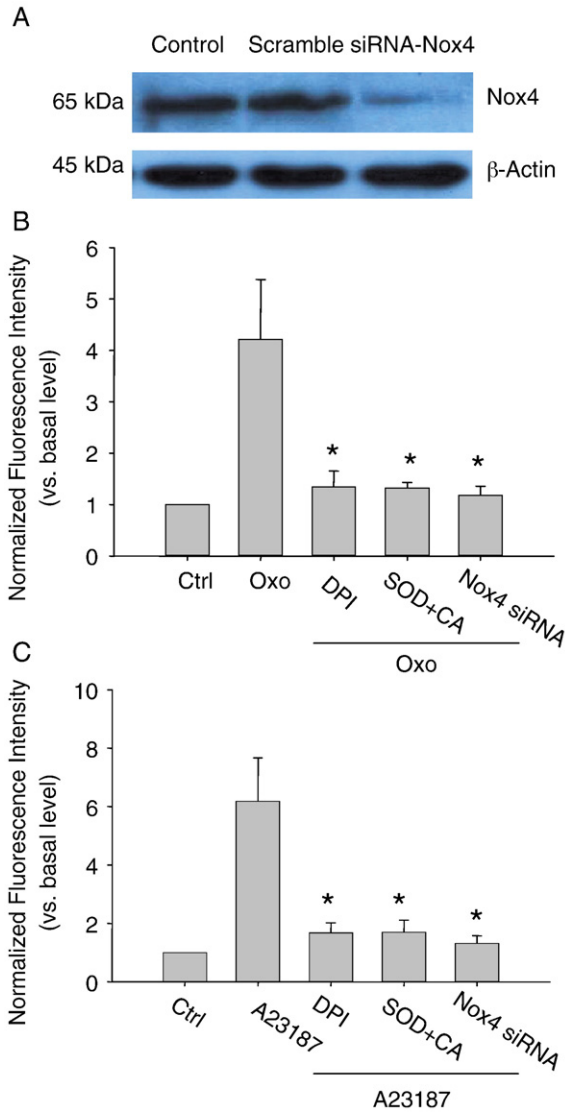 A
Control Scramble siRNA-Nox4
65 kDa Nox4
45 kDa β-Actin
B
Normalized Fluorescence Intensity
(vs. basal level)
6
5
4
3
2
1
0
* * *
Ctrl Oxo DPI SOD+CA Nox4 siRNA
Oxo
C
Normalized Fluorescence Intensity
(vs. basal level)
10
8
6
4
2
0
* * *
Ctrl A23187 DPI SOD+CA Nox4 siRNA
A23187